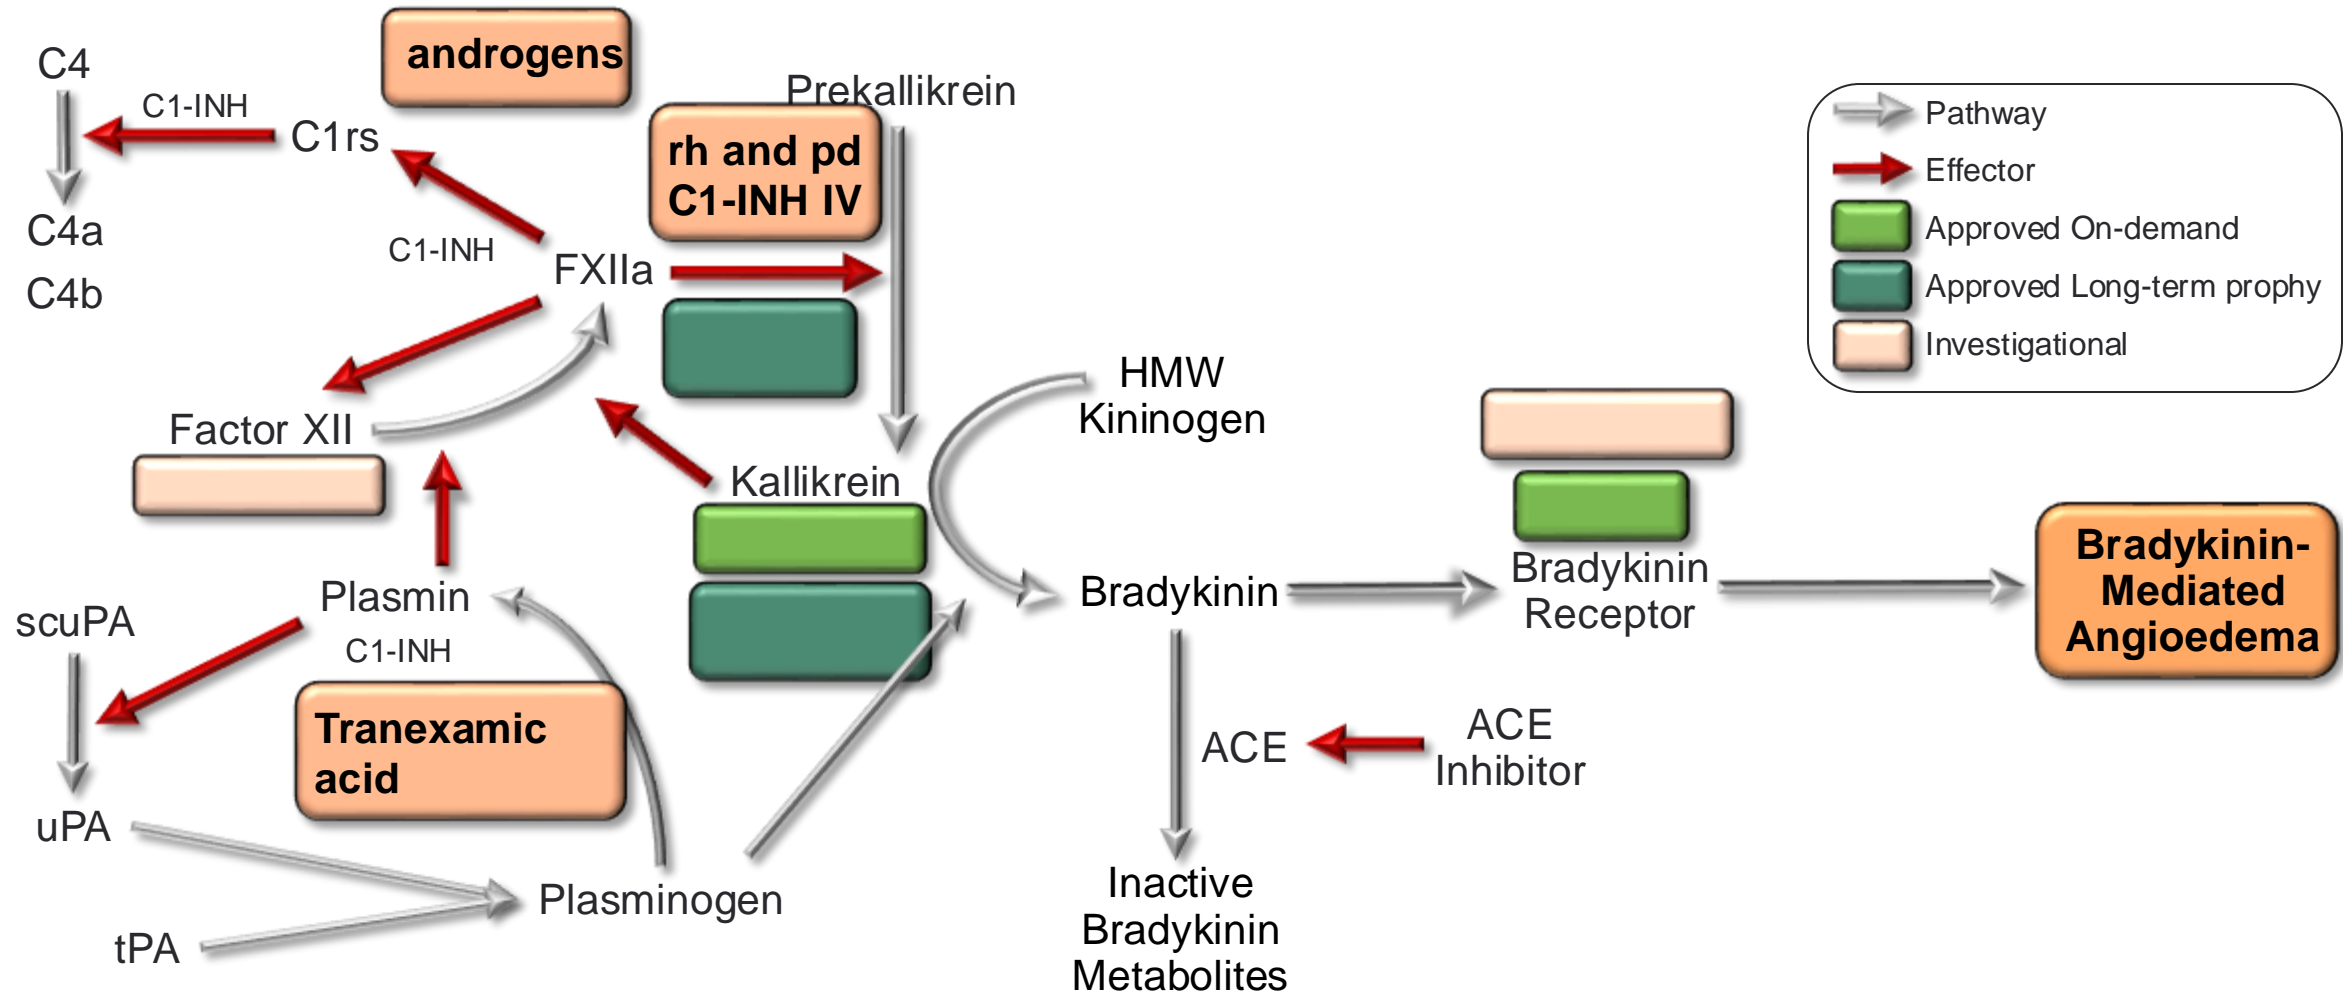 C4
C1-INH
C1rs
C4a
C4b
androgens
Prekallikrein
rh and pd
C1-INH IV
C1-INH
FXIIa
Factor XII
HMW
Kininogen
Kallikrein
Plasmin
C1-INH
scuPA
Tranexamic
acid
uPA
tPA
Plasminogen
Bradykinin
Bradykinin
Receptor
Bradykinin-
Mediated
Angioedema
ACE
ACE
Inhibitor
Inactive
Bradykinin
Metabolites
Pathway
Effector
Approved On-demand
Approved Long-term prophy
Investigational